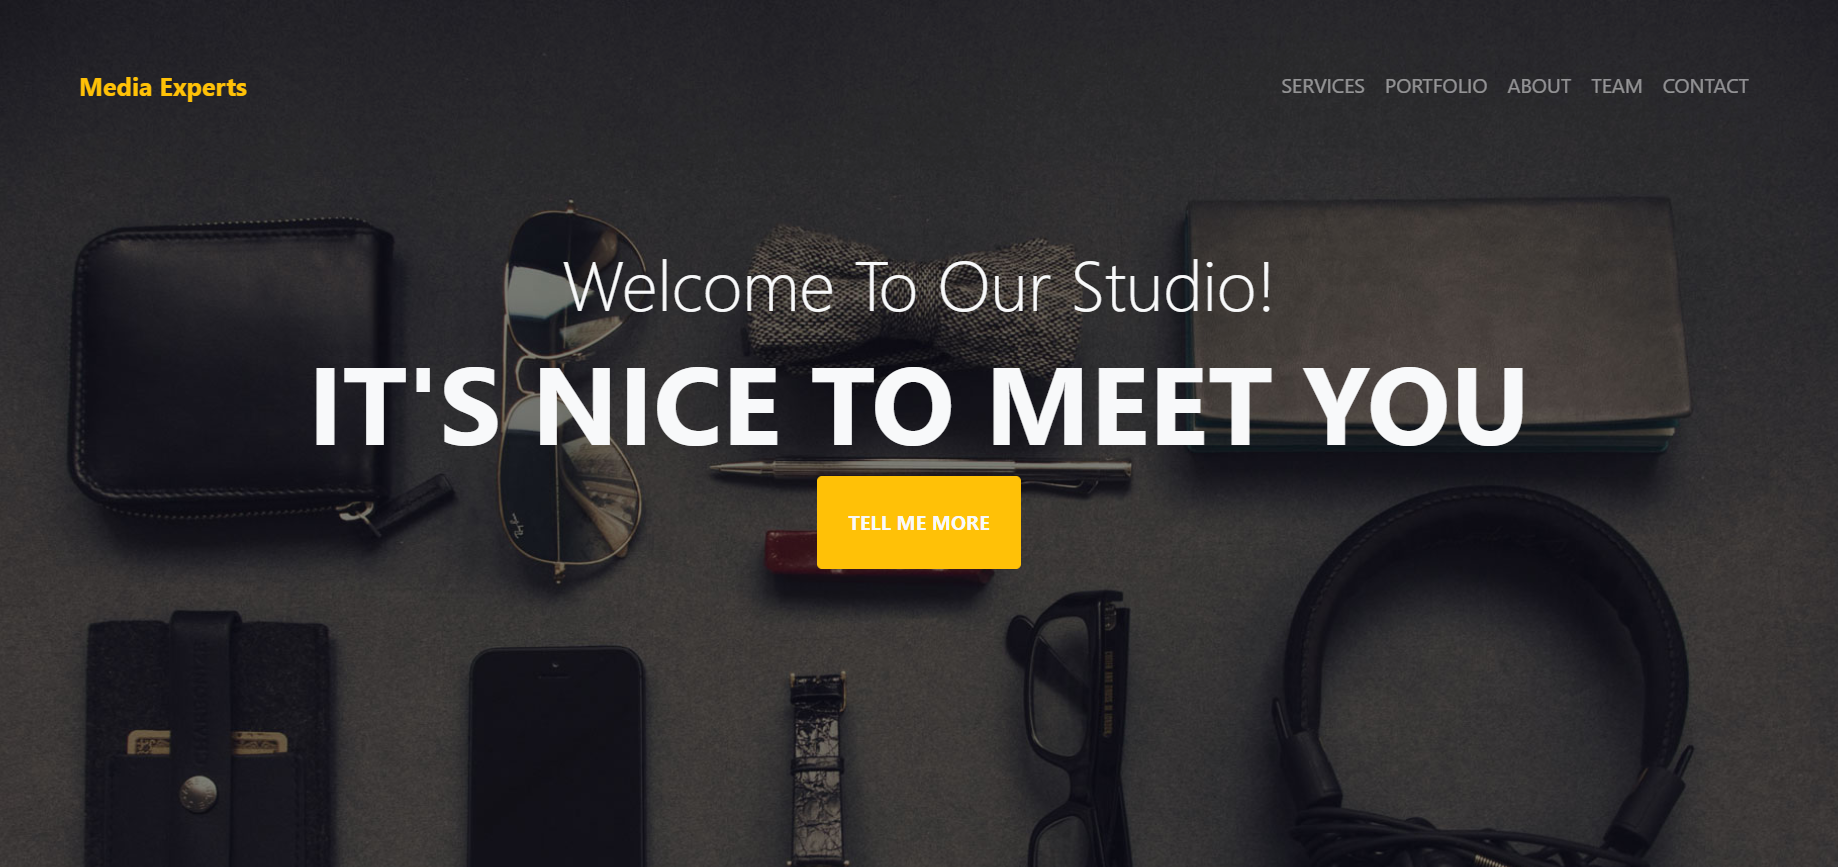 Media Experts
SERVICES PORTFOLIO ABOUT TEAM CONTACT
Welcome To Our Studio!
IT'S NICE TO MEET YOU
TELL ME MORE